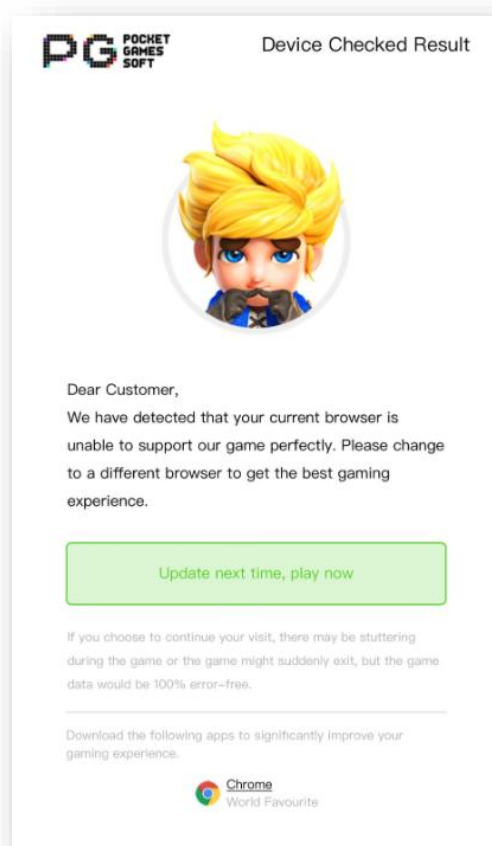 PG POCKET
GAMES
SOFT
Device Checked Result
Dear Customer,
We have detected that your current browser is
unable to support our game perfectly. Please change
to a different browser to get the best gaming
experience.
Update next time, play now
If you choose to continue your visit, there may be stuttering
during the game or the game might suddenly exit, but the game
data would be 100% error-free.
Download the following apps to significantly improve your
gaming experience.
Chrome
World Favourite